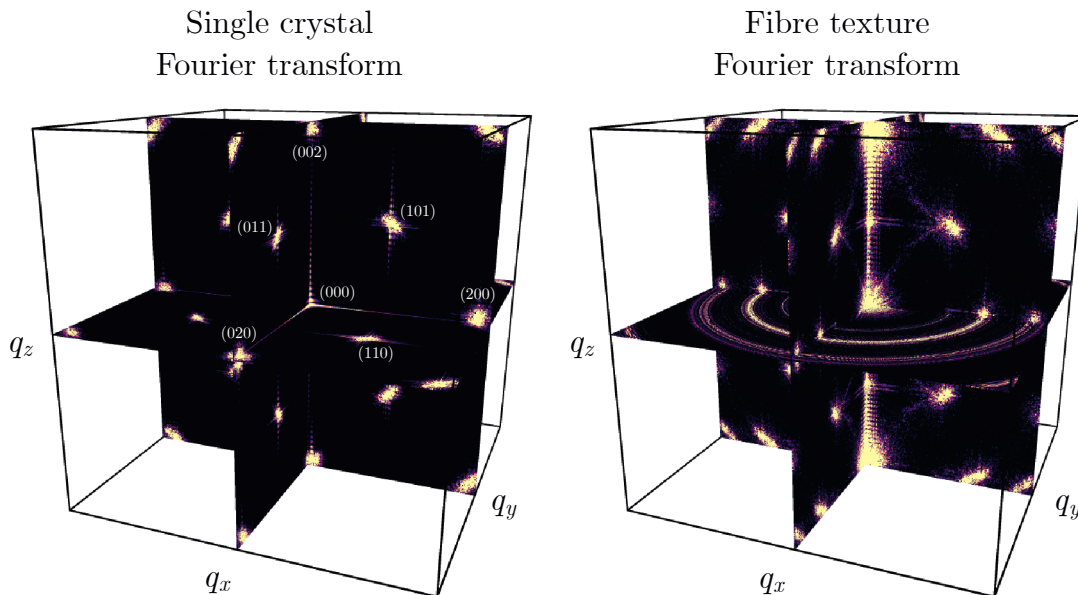 Single crystal
Fourier transform
(002)
(101)
(011)
(000)
(200)
(020)
(110)
q_z
q_y
q_x
Fibre texture
Fourier transform
q_z
q_y
q_x